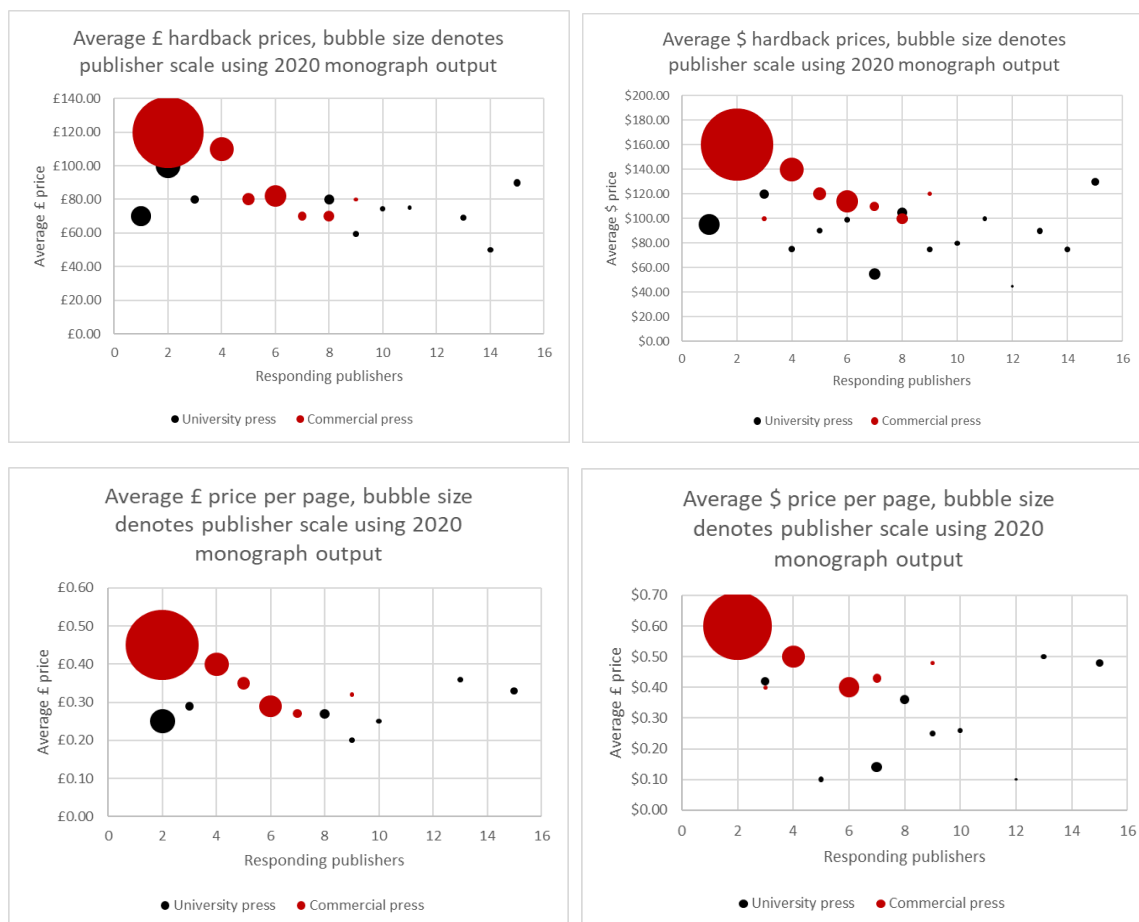 Average £ hardback prices, bubble size denotes
publisher scale using 2020 monograph output
£140.00
£120.00
£100.00
£80.00
£60.00
£40.00
£20.00
£0.00
Average £ price
0 2 4 6 8 10 12 14 16
Responding publishers
University press Commercial press
Average $ hardback prices, bubble size denotes
publisher scale using 2020 monograph output
$200.00
$180.00
$160.00
$140.00
$120.00
$100.00
$80.00
$60.00
$40.00
$20.00
$0.00
Average $ price
0 2 4 6 8 10 12 14 16
Responding publishers
University press Commercial press
Average £ price per page, bubble size
denotes publisher scale using 2020
monograph output
£0.60
£0.50
£0.40
£0.30
£0.20
£0.10
£0.00
Average £ price
0 2 4 6 8 10 12 14 16
Responding publishers
University press Commercial press
Average $ price per page, bubble size
denotes publisher scale using 2020
monograph output
$0.70
$0.60
$0.50
$0.40
$0.30
$0.20
$0.10
$0.00
Average £ price
0 2 4 6 8 10 12 14 16
Responding publishers
University press Commercial press